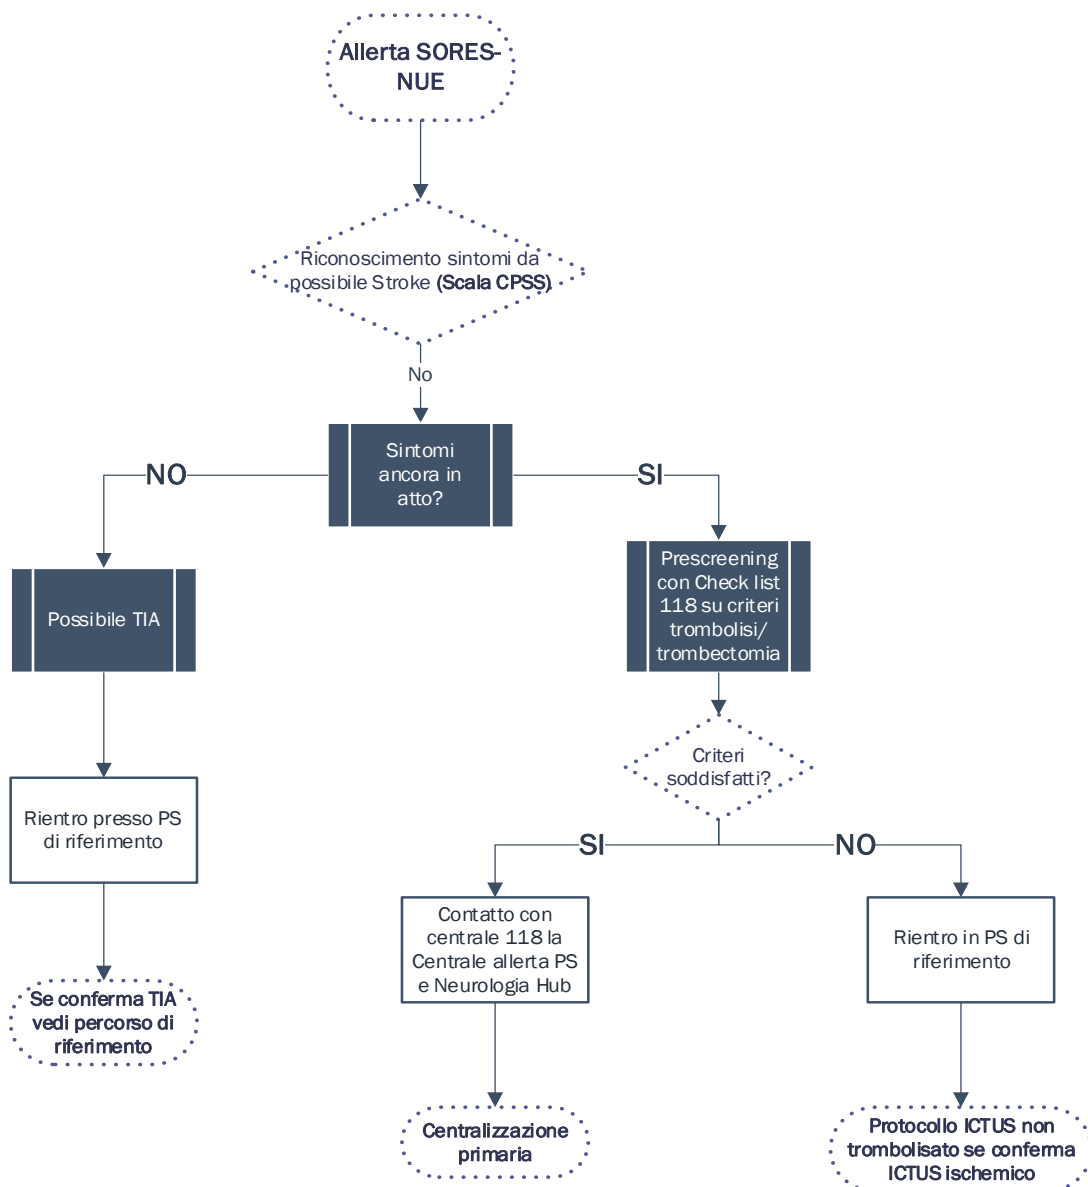 Allerta SORES-
NUE
Riconoscimento sintomi da
possibile Stroke (Scala CPSS)
No
Sintomi
ancora in
atto?
NO
SI
Possibile TIA
Prescreening
con Check list
118 su criteri
trombolisi/
trombectomia
Criteri
soddisfatti?
Rientro presso PS
di riferimento
SI
NO
Contatto con
centrale 118 la
Centrale allerta PS
e Neurologia Hub
Rientro in PS di
riferimento
Se conferma TIA
vedi percorso di
riferimento
Centralizzazione
primaria
Protocollo ICTUS non
trombolisato se conferma
ICTUS ischemico